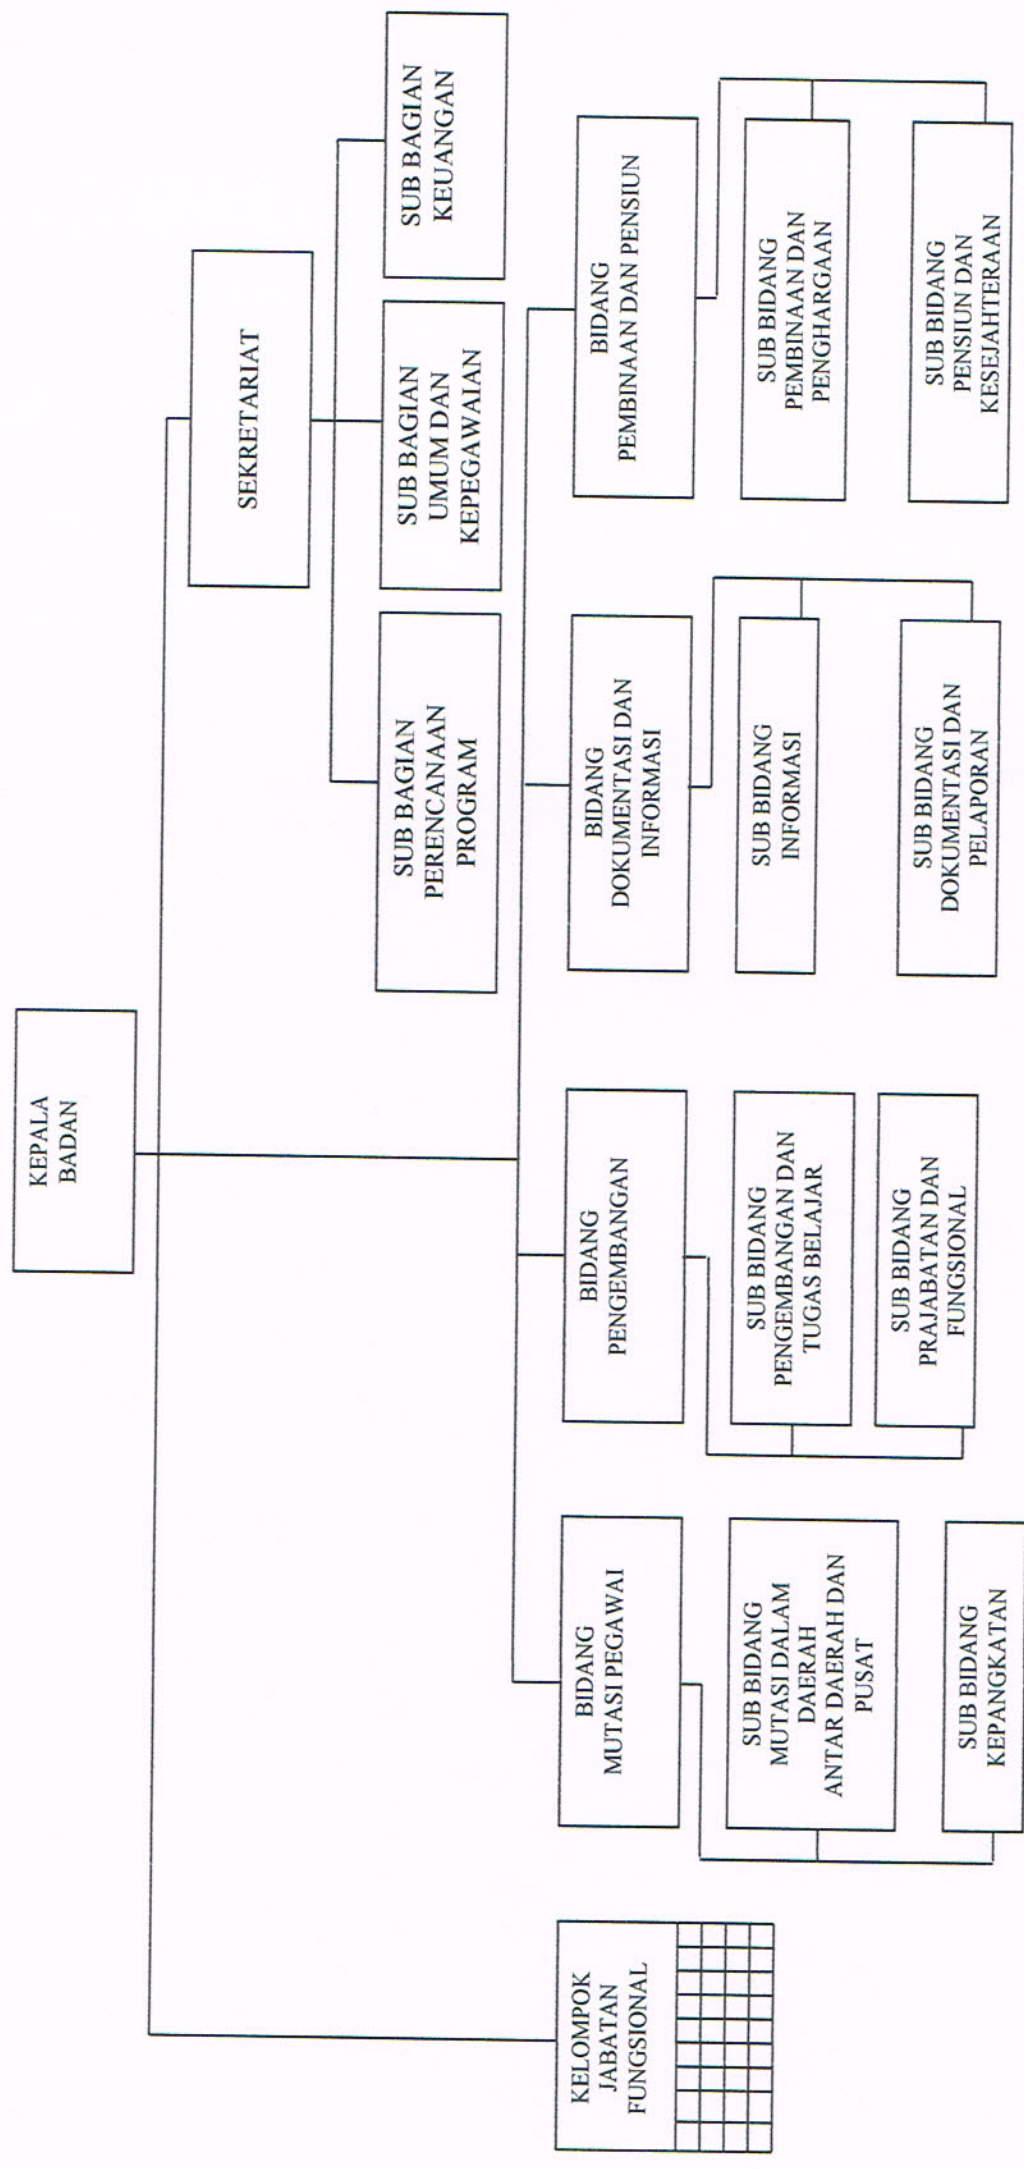 KEPALA
BADAN
SEKRETARIAT
SUB BAGIAN
PERENCANAAN
PROGRAM
SUB BAGIAN
UMUM DAN
KEPEGAWAIAN
SUB BAGIAN
KEUANGAN
KELOMPOK
JABATAN
FUNGSIONAL
BIDANG
MUTASI PEGAWAI
BIDANG
PENGEMBANGAN
BIDANG
DOKUMENTASI DAN
INFORMASI
BIDANG
PEMBINAAN DAN PENSIUN
SUB BIDANG
MUTASI DALAM
DAERAH
ANTAR DAERAH DAN
PUSAT
SUB BIDANG
PENGEMBANGAN DAN
TUGAS BELAJAR
SUB BIDANG
INFORMASI
SUB BIDANG
PEMBINAAN DAN
PENGHARGAAN
SUB BIDANG
KEPANGKATAN
SUB BIDANG
PRAJABATAN DAN
FUNGSIONAL
SUB BIDANG
DOKUMENTASI DAN
PELAPORAN
SUB BIDANG
PENSIUN DAN
KESEJAHTERAAN